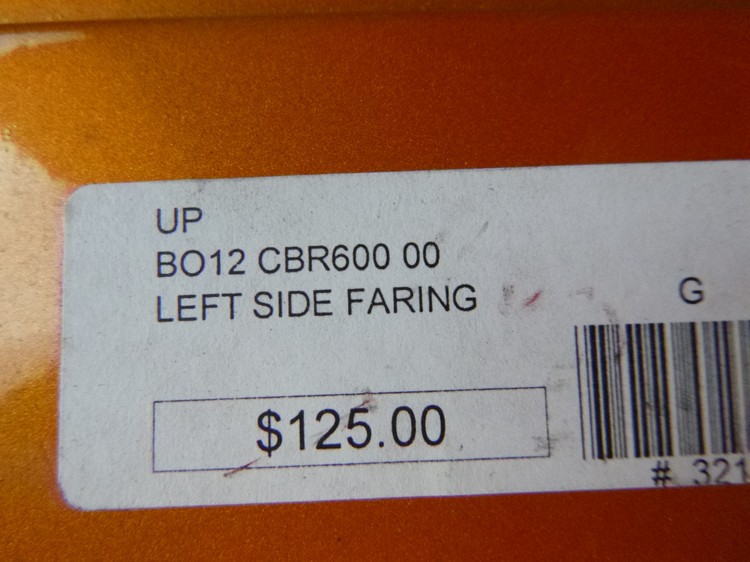 UP
BO12 CBR600 00
LEFT SIDE FARING
G
$125.00
# 321